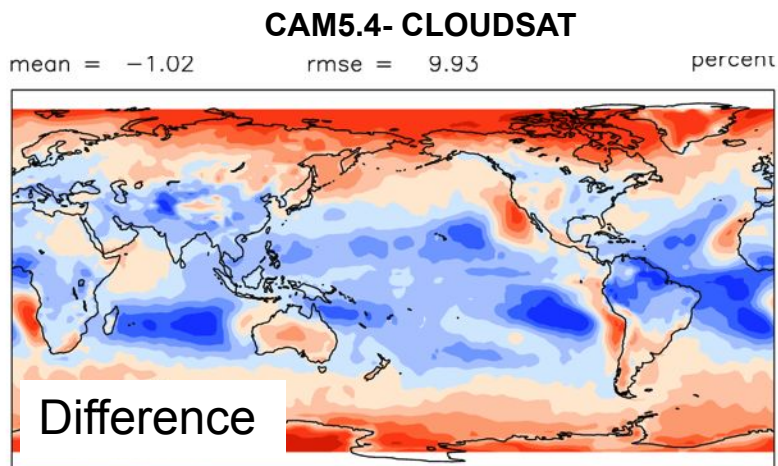 CAM5.4- CLOUDSAT
mean = -1.02 rmse = 9.93 percent
Difference